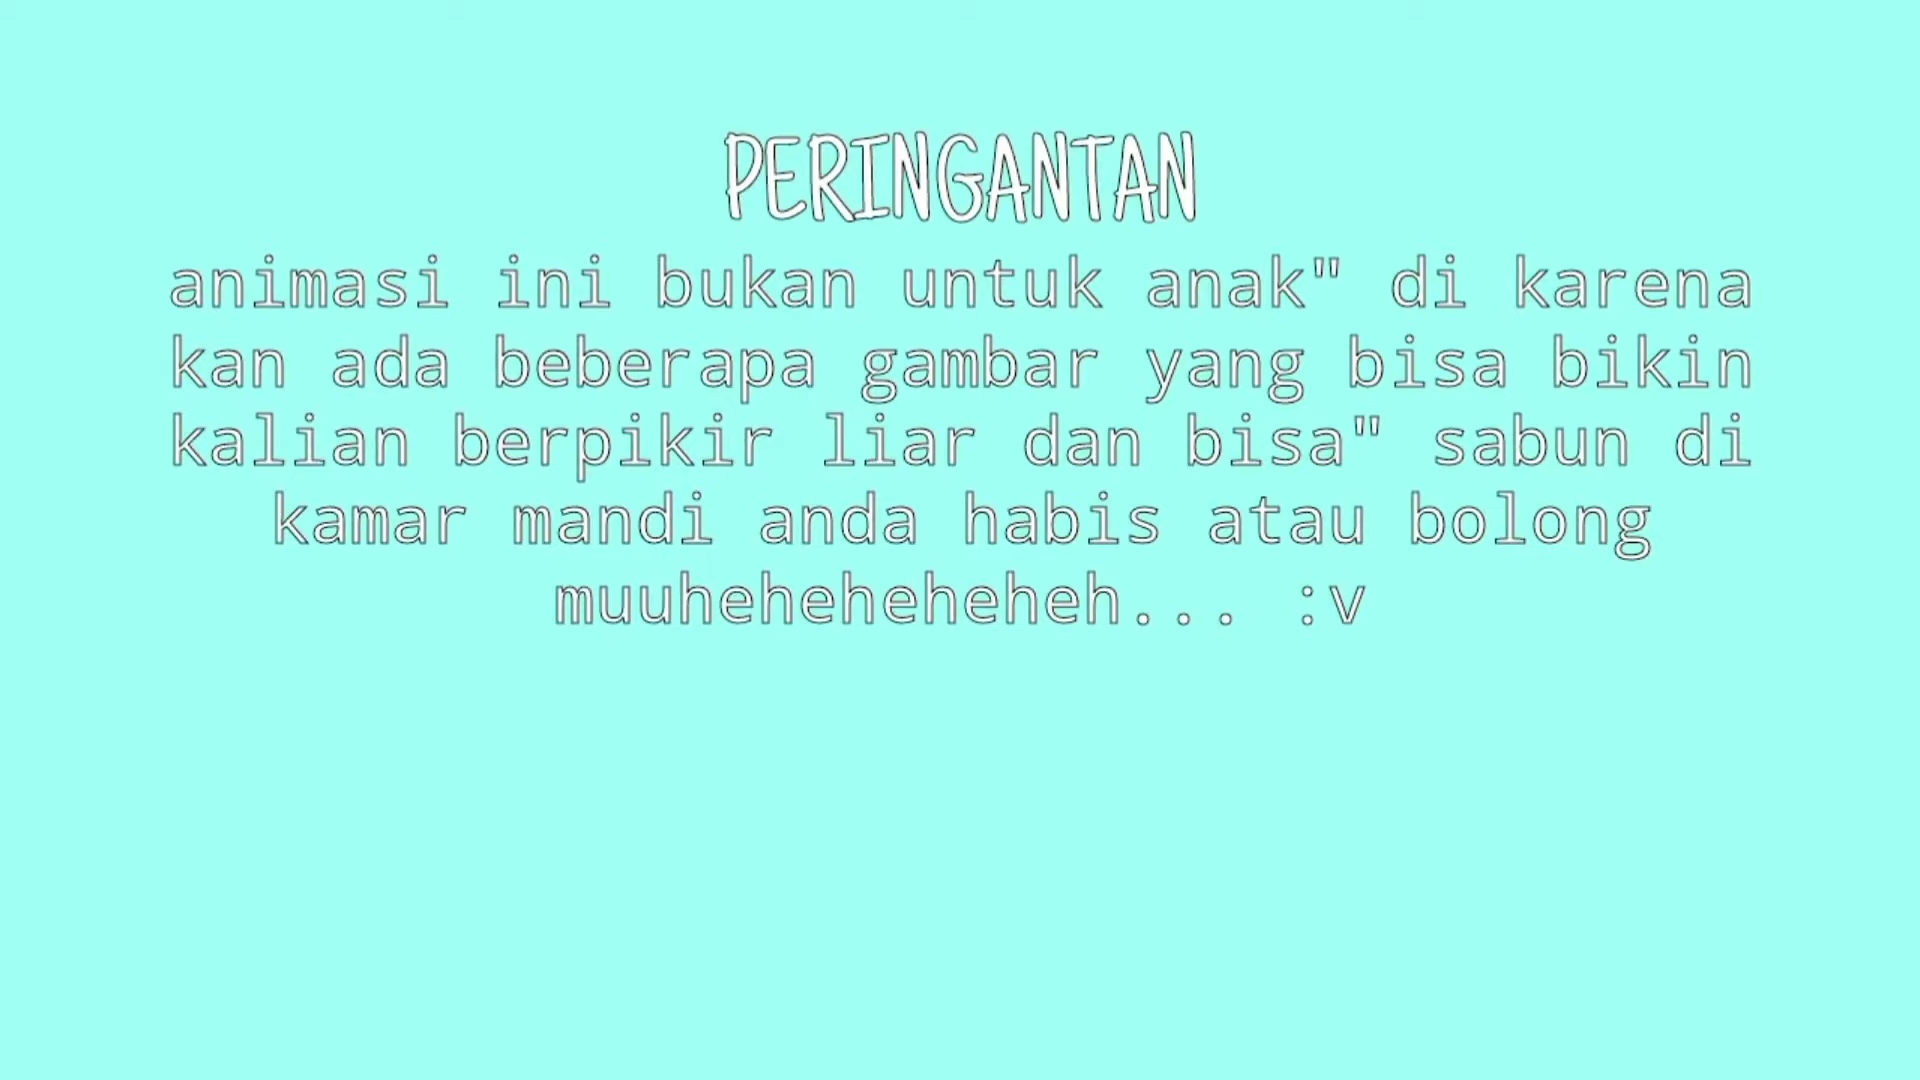 PERINGANTAN
animasi ini bukan untuk anak" di karena
kan ada beberapa gambar yang bisa bikin
kalian berpikir liar dan bisa" sabun di
kamar mandi anda habis atau bolong
muuheheheheheh... :v